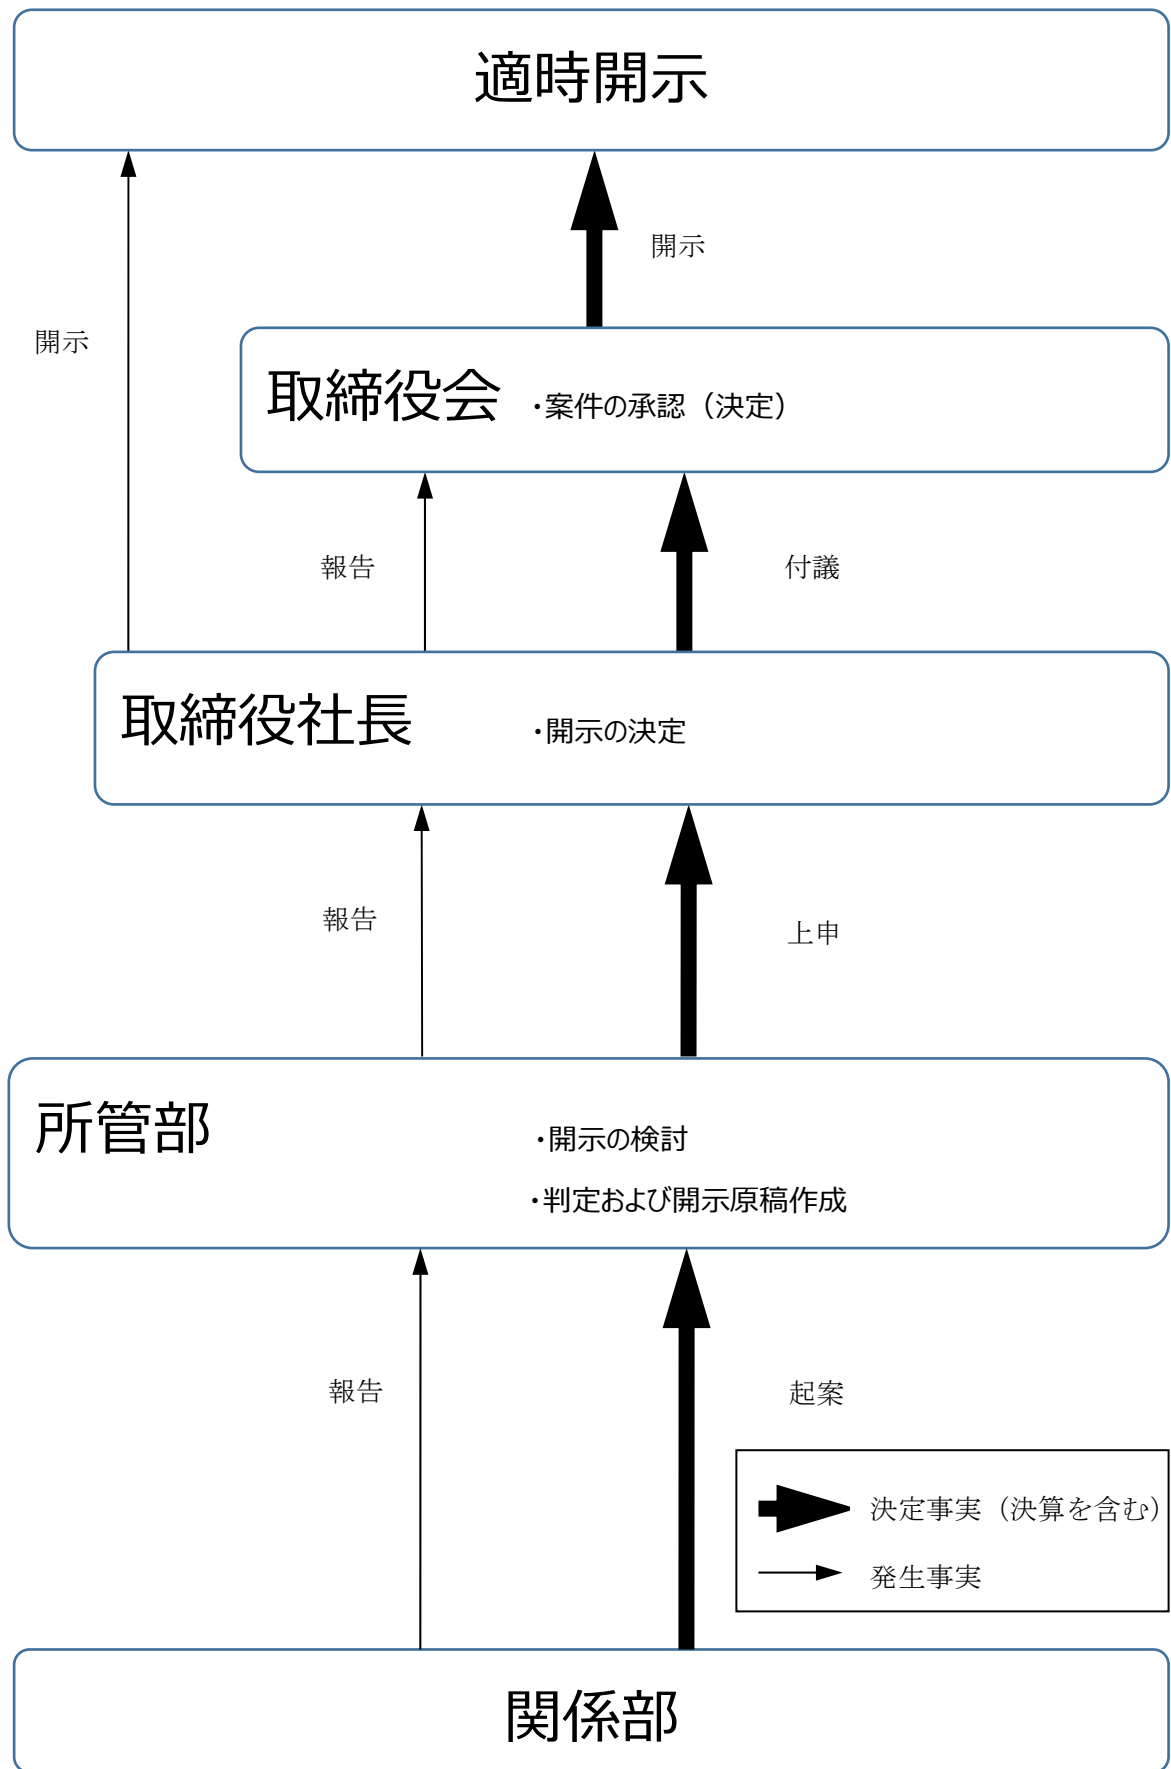 適時開示
開示
開示
取締役会 ・案件の承認（決定）
報告 付議
取締役社長 ・開示の決定
報告 上申
所管部 ・開示の検討
・判定および開示原稿作成
報告 起案
決定事実（決算を含む）
発生事実
関係部